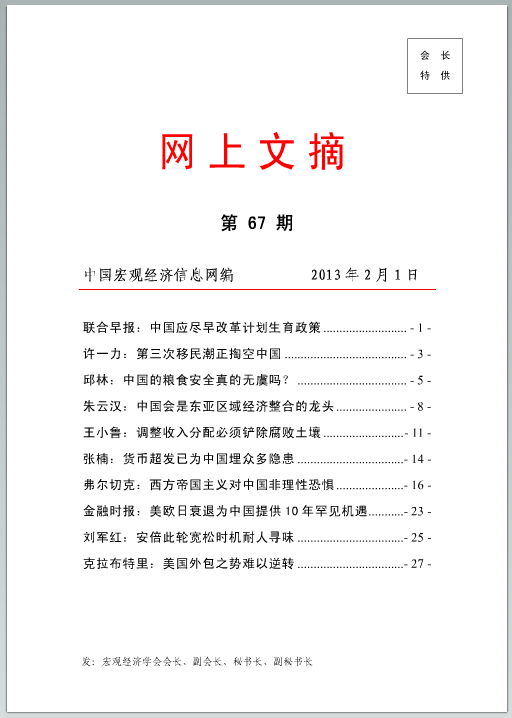 会 长
特 供
网上文摘
第 67 期
中国宏观经济信息网编 2013 年 2 月 1 日
联合早报：中国应尽早改革计划生育政策.......................... - 1 -
许一力：第三次移民潮正掏空中国...................................... - 3 -
邱林：中国的粮食安全真的无虞吗？.................................. - 5 -
朱云汉：中国会是东亚区域经济整合的龙头...................... - 8 -
王小鲁：调整收入分配必须铲除腐败土壤..........................- 11 -
张楠：货币超发已为中国埋众多隐患..................................- 14 -
弗尔切克：西方帝国主义对中国非理性恐惧......................- 16 -
金融时报：美欧日衰退为中国提供 10 年罕见机遇...........- 23 -
刘军红：安倍此轮宽松时机耐人寻味..................................- 25 -
克拉布特里：美国外包之势难以逆转..................................- 27 -
发：宏观经济学会会长、副会长、秘书长、副秘书长